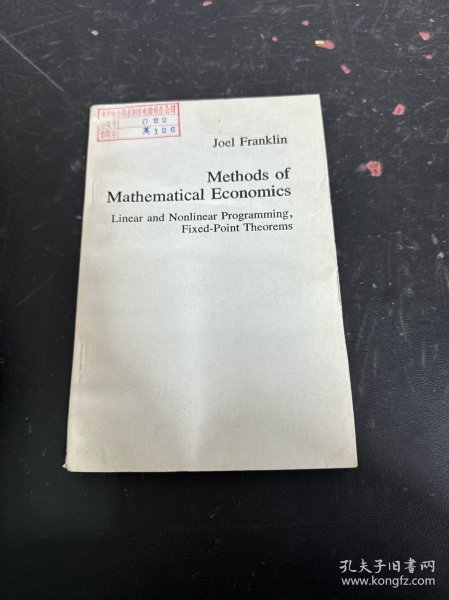 022
英126
Joel Franklin
Methods of
Mathematical Economics
Linear and Nonlinear Programming,
Fixed-Point Theorems
孔夫子旧书网
www.kongfz.com